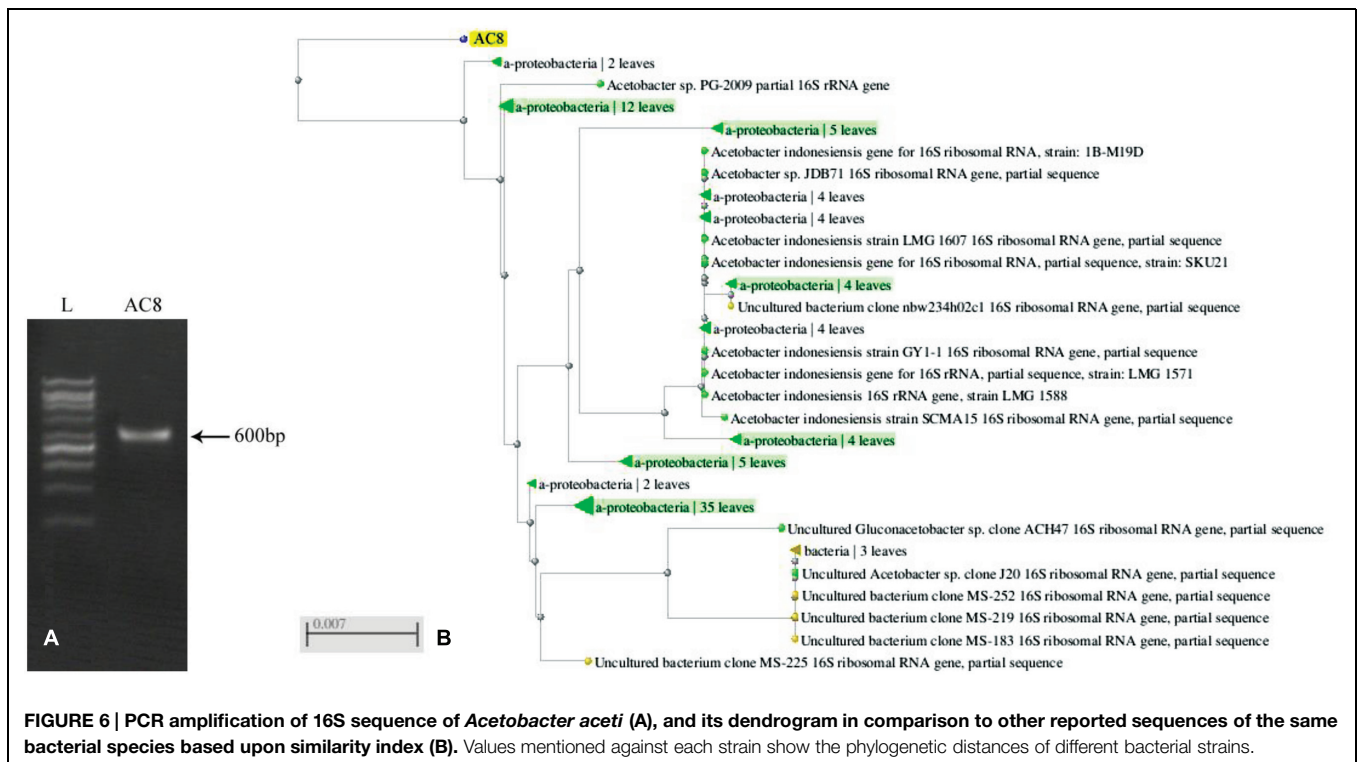 L AC8
600bp
A
AC8
a-proteobacteria | 2 leaves
Acetobacter sp. PG-2009 partial 16S rRNA gene
a-proteobacteria | 12 leaves
a-proteobacteria | 5 leaves
Acetobacter indonesiensis gene for 16S ribosomal RNA, strain: 1B-M19D
Acetobacter sp. JDB71 16S ribosomal RNA gene, partial sequence
a-proteobacteria | 4 leaves
a-proteobacteria | 4 leaves
Acetobacter indonesiensis strain LMG 1607 16S ribosomal RNA gene, partial sequence
Acetobacter indonesiensis gene for 16S ribosomal RNA, partial sequence, strain: SKU21
a-proteobacteria | 4 leaves
Uncultured bacterium clone nbw234h02c1 16S ribosomal RNA gene, partial sequence
a-proteobacteria | 4 leaves
Acetobacter indonesiensis strain GY1-1 16S ribosomal RNA gene, partial sequence
Acetobacter indonesiensis gene for 16S rRNA, partial sequence, strain: LMG 1571
Acetobacter indonesiensis 16S rRNA gene, strain LMG 1588
Acetobacter indonesiensis strain SCMA15 16S ribosomal RNA gene, partial sequence
a-proteobacteria | 4 leaves
a-proteobacteria | 5 leaves
a-proteobacteria | 2 leaves
a-proteobacteria | 35 leaves
Uncultured Gluconacetobacter sp. clone ACH47 16S ribosomal RNA gene, partial sequence
bacteria | 3 leaves
Uncultured Acetobacter sp. clone J20 16S ribosomal RNA gene, partial sequence
Uncultured bacterium clone MS-252 16S ribosomal RNA gene, partial sequence
Uncultured bacterium clone MS-219 16S ribosomal RNA gene, partial sequence
Uncultured bacterium clone MS-183 16S ribosomal RNA gene, partial sequence
Uncultured bacterium clone MS-225 16S ribosomal RNA gene, partial sequence
0.007
B
FIGURE 6 | PCR amplification of 16S sequence of Acetobacter aceti (A), and its dendrogram in comparison to other reported sequences of the same
bacterial species based upon similarity index (B). Values mentioned against each strain show the phylogenetic distances of different bacterial strains.